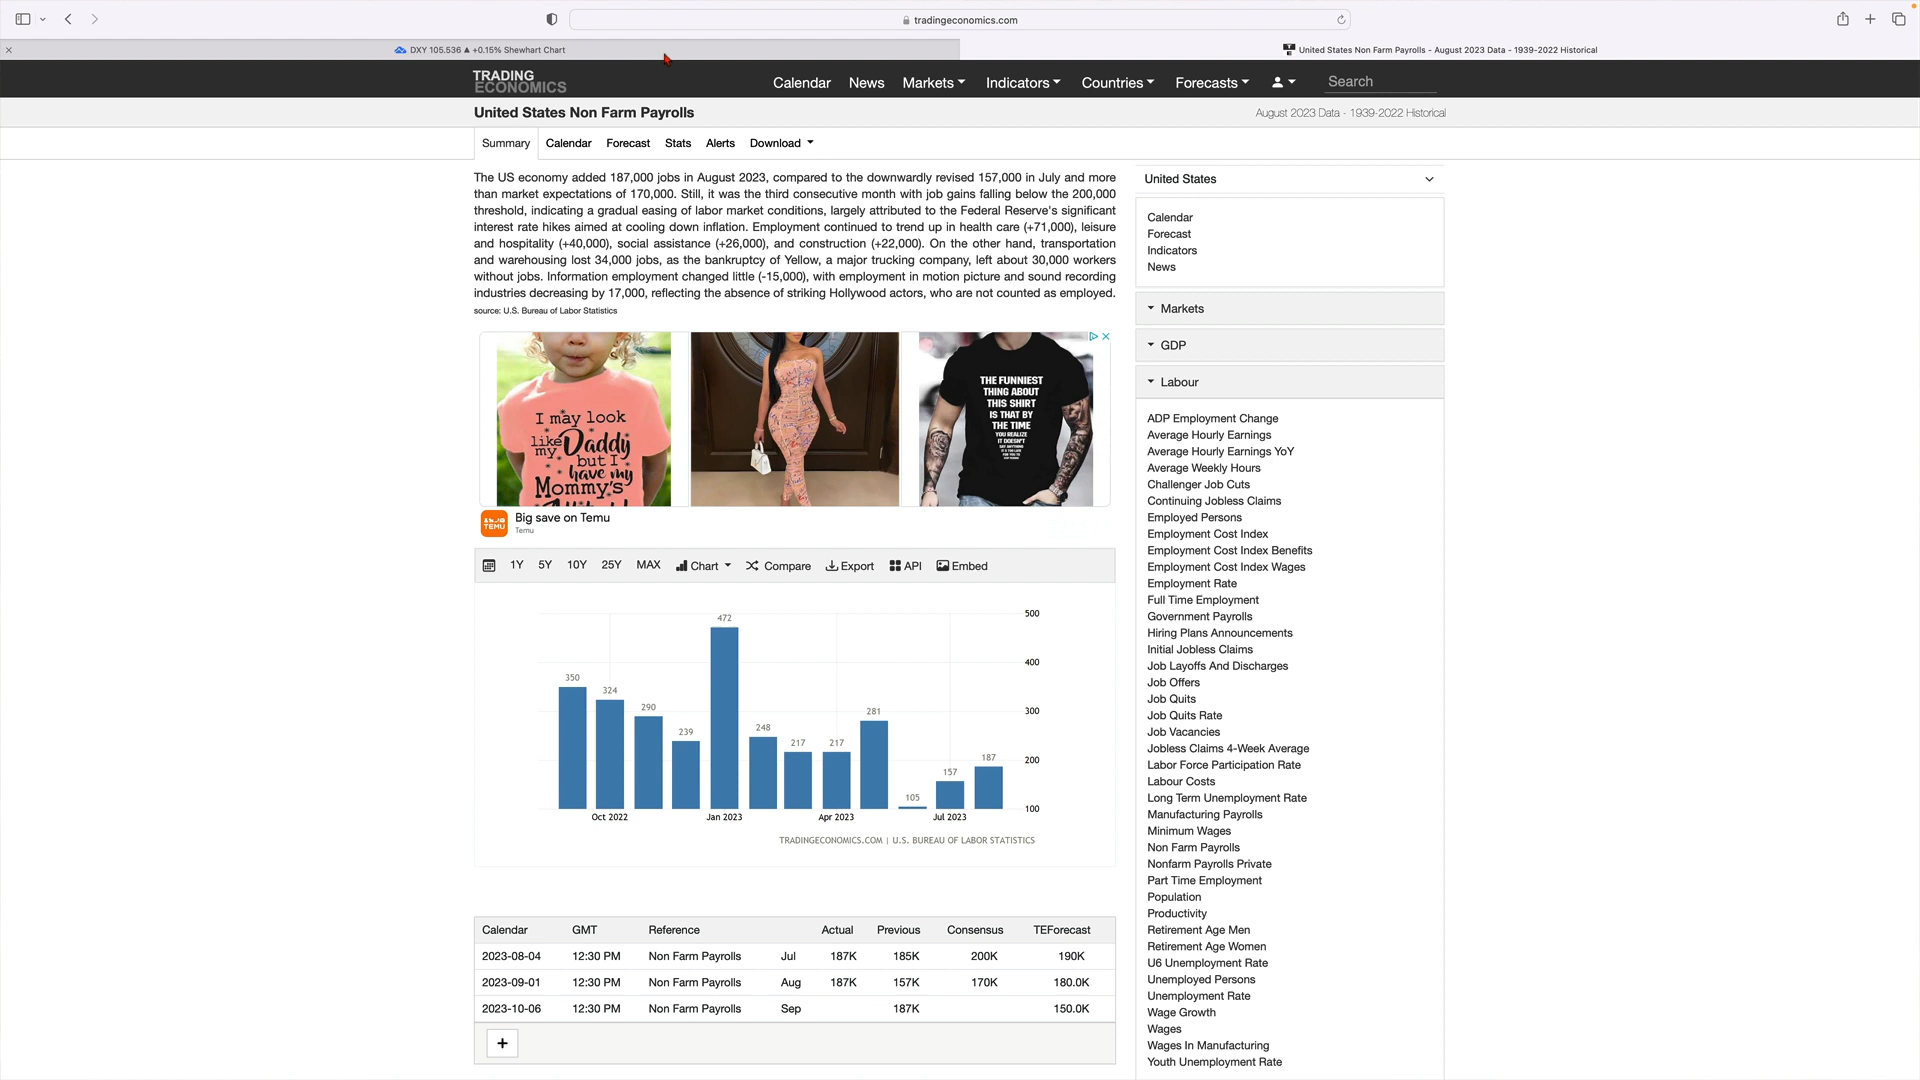 tradingeconomics.com
DXY 105.536 ▲ +0.15% Shewhart Chart
United States Non Farm Payrolls - August 2023 Data - 1939-2022 Historical
TRADING
ECONOMICS
Calendar
News
Markets
Indicators
Countries
Forecasts
Search
United States Non Farm Payrolls
August 2023 Data - 1939-2022 Historical
Summary
Calendar
Forecast
Stats
Alerts
Download
The US economy added 187,000 jobs in August 2023, compared to the downwardly revised 157,000 in July and more
than market expectations of 170,000. Still, it was the third consecutive month with job gains falling below the 200,000
threshold, indicating a gradual easing of labor market conditions, largely attributed to the Federal Reserve's significant
interest rate hikes aimed at cooling down inflation. Employment continued to trend up in health care (+71,000), leisure
and hospitality (+40,000), social assistance (+26,000), and construction (+22,000). On the other hand, transportation
and warehousing lost 34,000 jobs, as the bankruptcy of Yellow, a major trucking company, left about 30,000 workers
without jobs. Information employment changed little (-15,000), with employment in motion picture and sound recording
industries decreasing by 17,000, reflecting the absence of striking Hollywood actors, who are not counted as employed.
source: U.S. Bureau of Labor Statistics
I may look
like Daddy
my but I
have my
Mommy's
THE FUNNIEST
THING ABOUT
THIS SHIRT
IS THAT BY
THE TIME
YOU REALIZE
IT DOESN'T
TEMU
Big save on Temu
Temu
1Y
5Y
10Y
25Y
MAX
Chart
Compare
Export
API
Embed
500
400
300
200
100
350
324
290
239
472
248
217
217
281
105
157
187
Oct 2022
Jan 2023
Apr 2023
Jul 2023
TRADINGECONOMICS.COM | U.S. BUREAU OF LABOR STATISTICS
Calendar GMT Reference Actual Previous Consensus TEForecast
2023-08-04 12:30 PM Non Farm Payrolls Jul 187K 185K 200K 190K
2023-09-01 12:30 PM Non Farm Payrolls Aug 187K 157K 170K 180.0K
2023-10-06 12:30 PM Non Farm Payrolls Sep 187K 150.0K
+
United States
Calendar
Forecast
Indicators
News
Markets
GDP
Labour
ADP Employment Change
Average Hourly Earnings
Average Hourly Earnings YoY
Average Weekly Hours
Challenger Job Cuts
Continuing Jobless Claims
Employed Persons
Employment Cost Index
Employment Cost Index Benefits
Employment Cost Index Wages
Employment Rate
Full Time Employment
Government Payrolls
Hiring Plans Announcements
Initial Jobless Claims
Job Layoffs And Discharges
Job Offers
Job Quits
Job Quits Rate
Job Vacancies
Jobless Claims 4-Week Average
Labor Force Participation Rate
Labour Costs
Long Term Unemployment Rate
Manufacturing Payrolls
Minimum Wages
Non Farm Payrolls
Nonfarm Payrolls Private
Part Time Employment
Population
Productivity
Retirement Age Men
Retirement Age Women
U6 Unemployment Rate
Unemployed Persons
Unemployment Rate
Wage Growth
Wages
Wages In Manufacturing
Youth Unemployment Rate